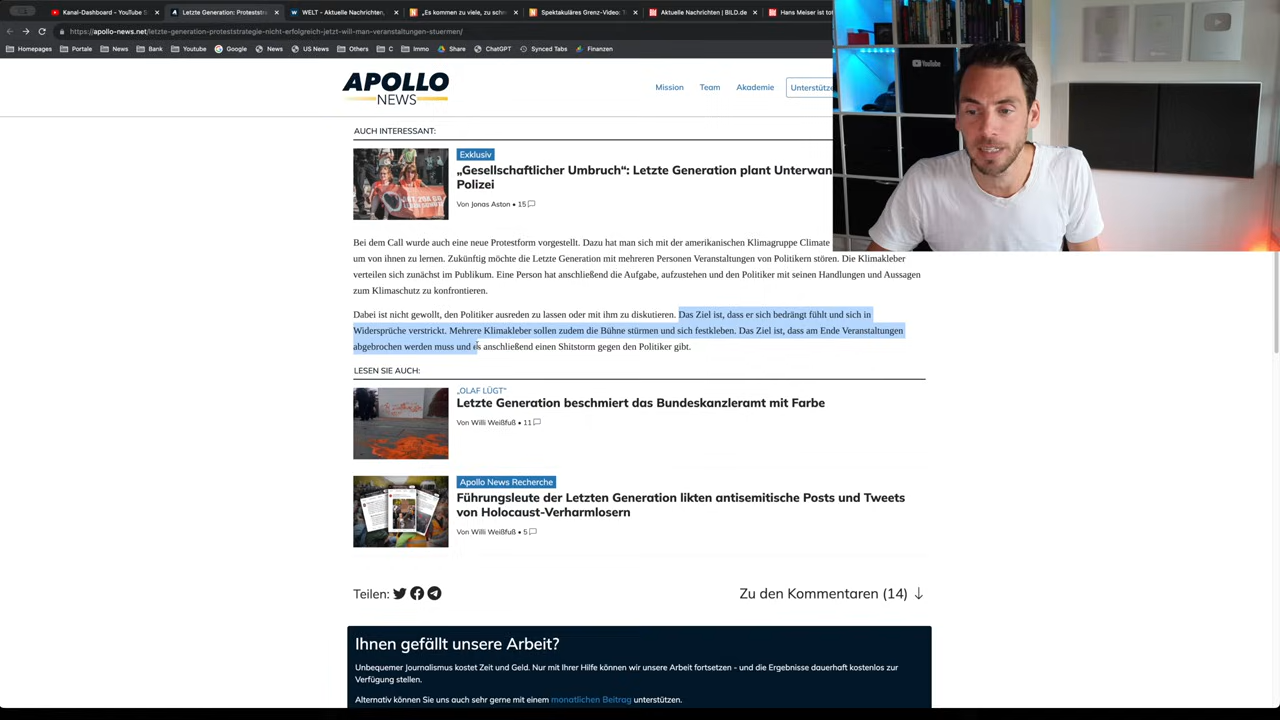 Kanal-Dashboard - YouTube S
Letzte Generation: Proteststra
WELT - Aktuelle Nachrichten,
„Es kommen zu viele, zu sch
Spektakuläres Grenz-Video: T
Aktuelle Nachrichten | BILD.de
Hans Meiser ist tot
https://apollo-news.net/letzte-generation-proteststrategie-nicht-erfolgreich-jetzt-will-man-veranstaltungen-stuermen/
Homepages Portale News Bank Youtube Google News US News Others C Immo ChatGPT Synced Tabs Finanzen
YouTube
APOLLO
NEWS
Mission Team Akademie Unterstütze
AUCH INTERESSANT:
Exklusiv
„Gesellschaftlicher Umbruch“: Letzte Generation plant Unterwan
Polizei
Von Jonas Aston • 15
Bei dem Call wurde auch eine neue Protestform vorgestellt. Dazu hat man sich mit der amerikanischen Klimagruppe Climate
um von ihnen zu lernen. Zukünftig möchte die Letzte Generation mit mehreren Personen Veranstaltungen von Politikern stören. Die Klimakleber
verteilen sich zunächst im Publikum. Eine Person hat anschließend die Aufgabe, aufzustehen und den Politiker mit seinen Handlungen und Aussagen
zum Klimaschutz zu konfrontieren.
Dabei ist nicht gewollt, den Politiker ausreden zu lassen oder mit ihm zu diskutieren. Das Ziel ist, dass er sich bedrängt fühlt und sich in
Widersprüche verstrickt. Mehrere Klimakleber sollen zudem die Bühne stürmen und sich festkleben. Das Ziel ist, dass am Ende Veranstaltungen
abgebrochen werden muss und es anschließend einen Shitstorm gegen den Politiker gibt.
LESEN SIE AUCH:
„OLAF LÜGT“
Letzte Generation beschmiert das Bundeskanzleramt mit Farbe
Von Willi Weißfuß • 11
Apollo News Recherche
Führungsleute der Letzten Generation likten antisemitische Posts und Tweets
von Holocaust-Verharmlosern
Von Willi Weißfuß • 5
Teilen:
Zu den Kommentaren (14) ↓
Ihnen gefällt unsere Arbeit?
Unbequemer Journalismus kostet Zeit und Geld. Nur mit Ihrer Hilfe können wir unsere Arbeit fortsetzen - und die Ergebnisse dauerhaft kostenlos zur
Verfügung stellen.
Alternativ können Sie uns auch sehr gerne mit einem monatlichen Beitrag unterstützen.